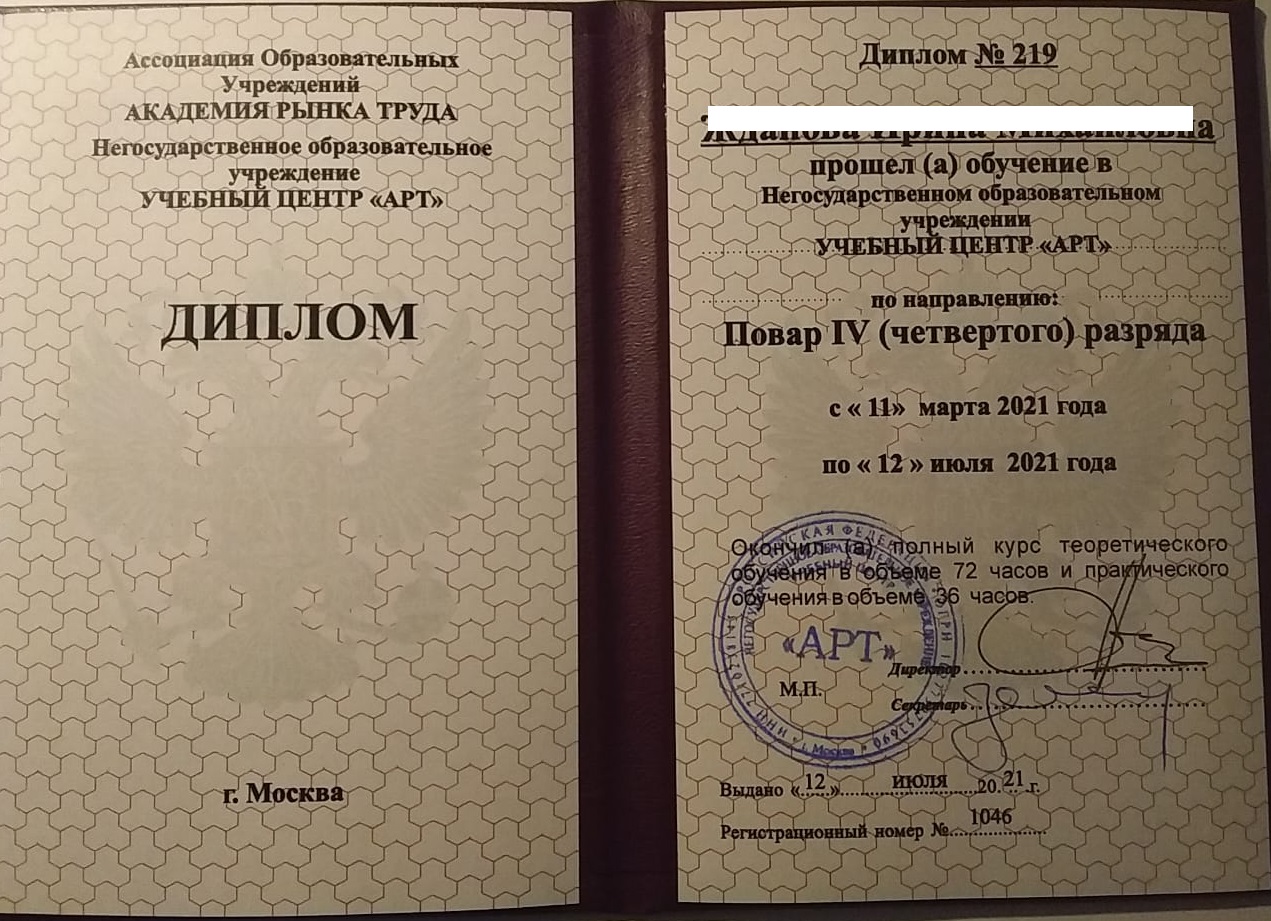 Ассоциация Образовательных
Учреждений
АКАДЕМИЯ РЫНКА ТРУДА
Негосударственное образовательное
учреждение
УЧЕБНЫЙ ЦЕНТР «АРТ»
ДИПЛОМ
г. Москва
Диплом № 219
прошел (а) обучение в
Негосударственном образовательном
учреждении
УЧЕБНЫЙ ЦЕНТР «АРТ»
по направлению:
Повар IV (четвертого) разряда
с « 11» марта 2021 года
по « 12 » июля 2021 года
Окончил (а) полный курс теоретического
обучения в объеме 72 часов и практического
обучения в объеме 36 часов.
«АРТ»
Директор
М.П.
Секретарь
Москва
Выдано «12» июля 2021 г.
Регистрационный номер № 1046